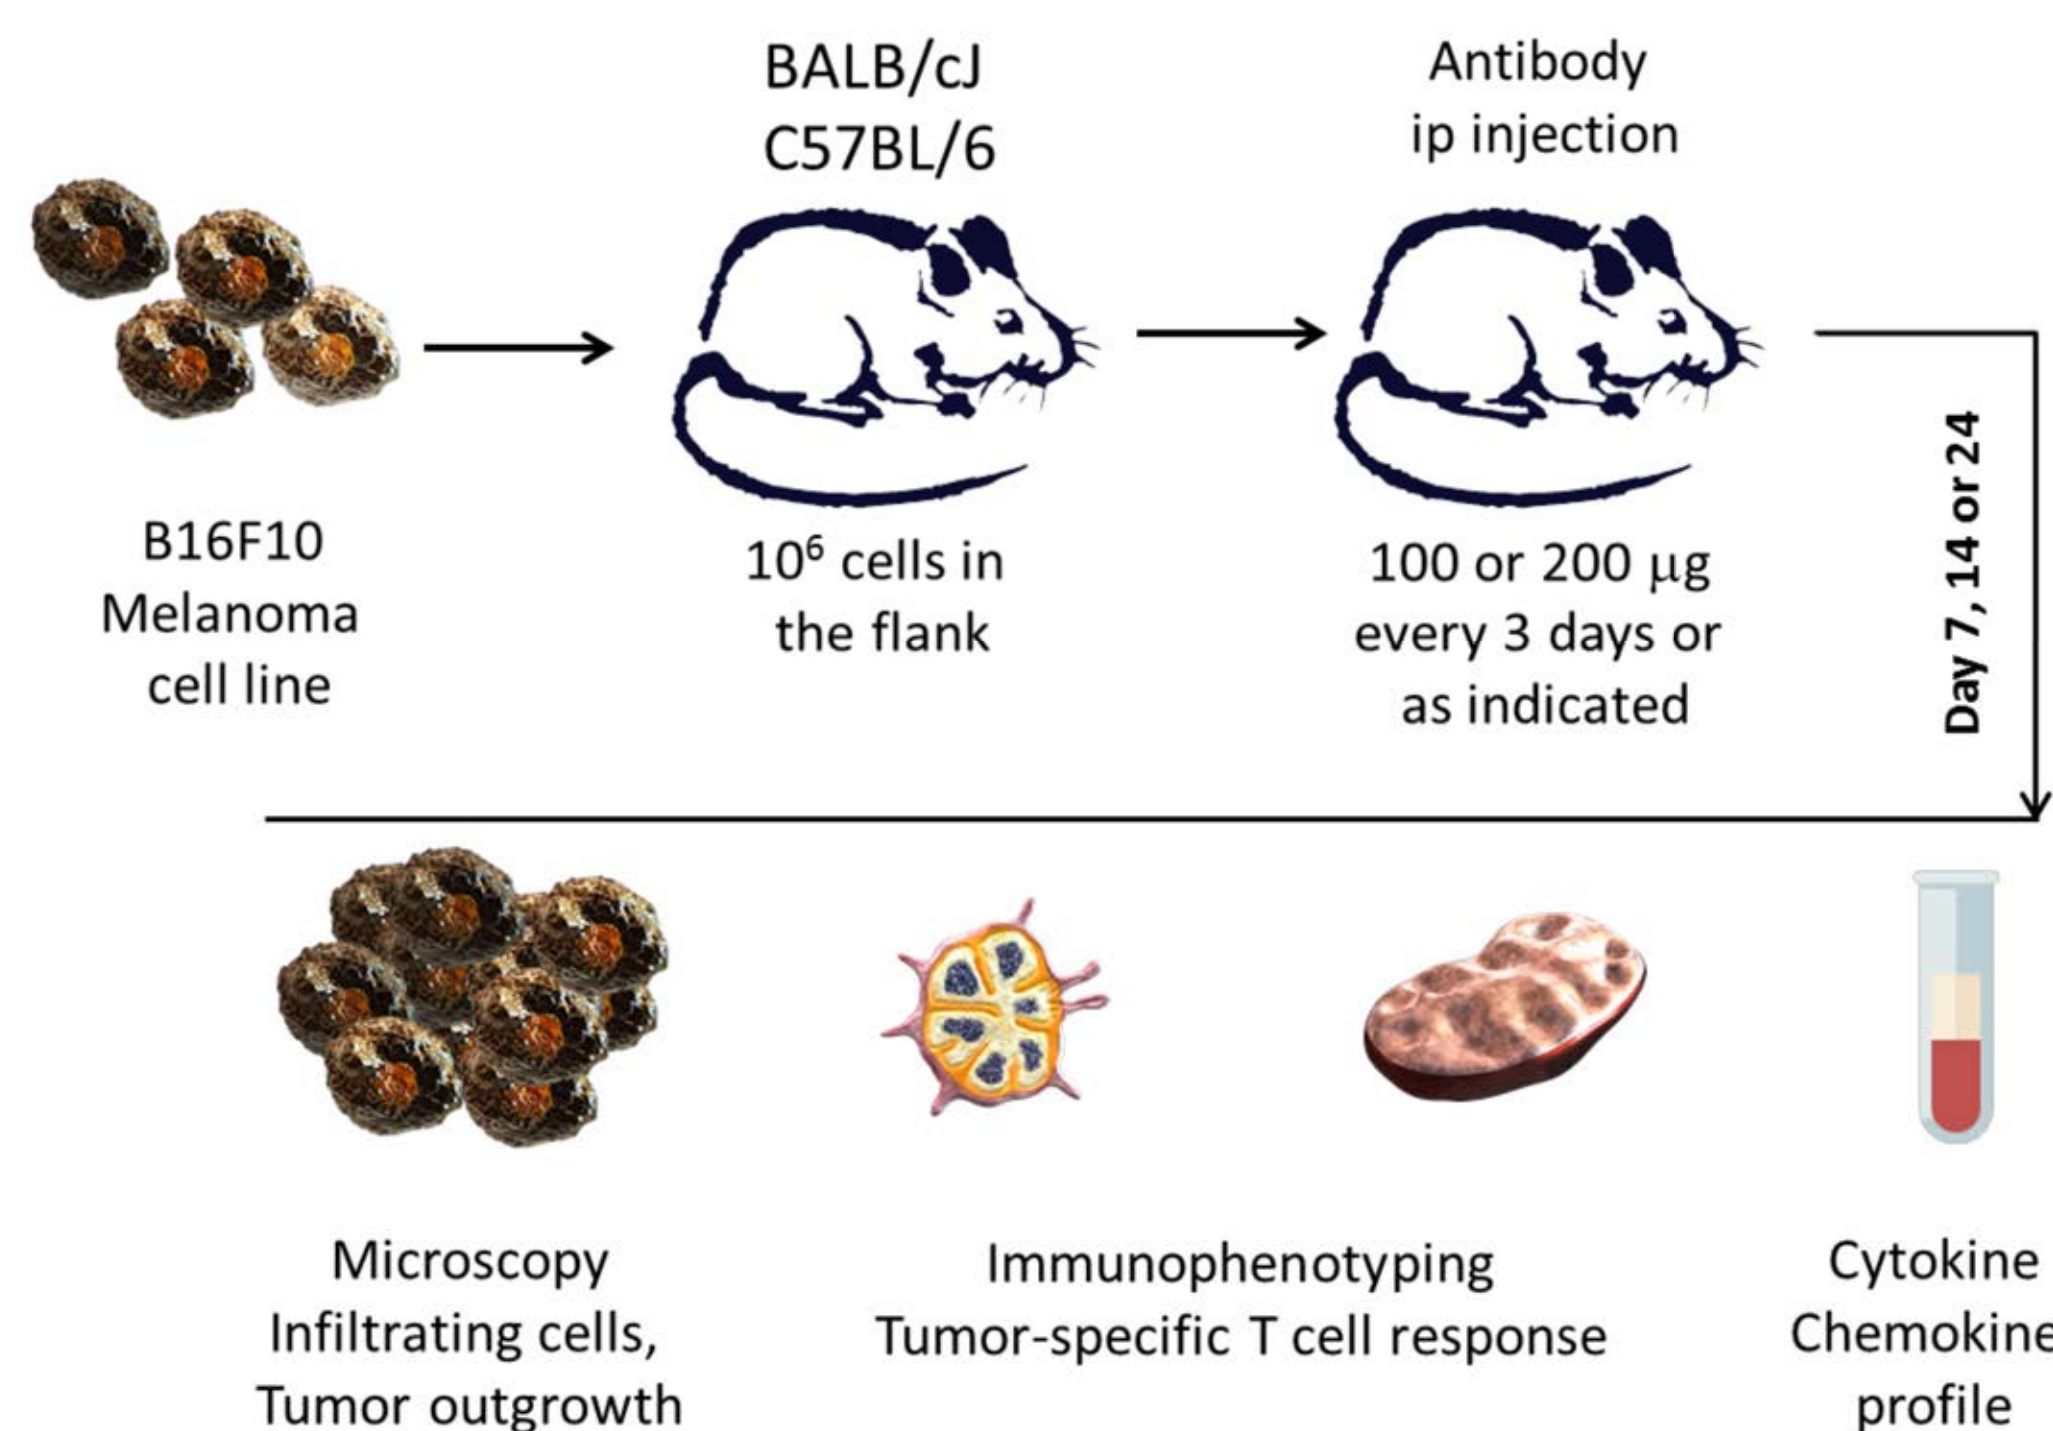 BALB/cJ
C57BL/6
Antibody
ip injection
B16F10
Melanoma
cell line
10⁶ cells in
the flank
100 or 200 μg
every 3 days or
as indicated
Day 7, 14 or 24
Microscopy
Infiltrating cells,
Tumor outgrowth
Immunophenotyping
Tumor-specific T cell response
Cytokine
Chemokine
profile